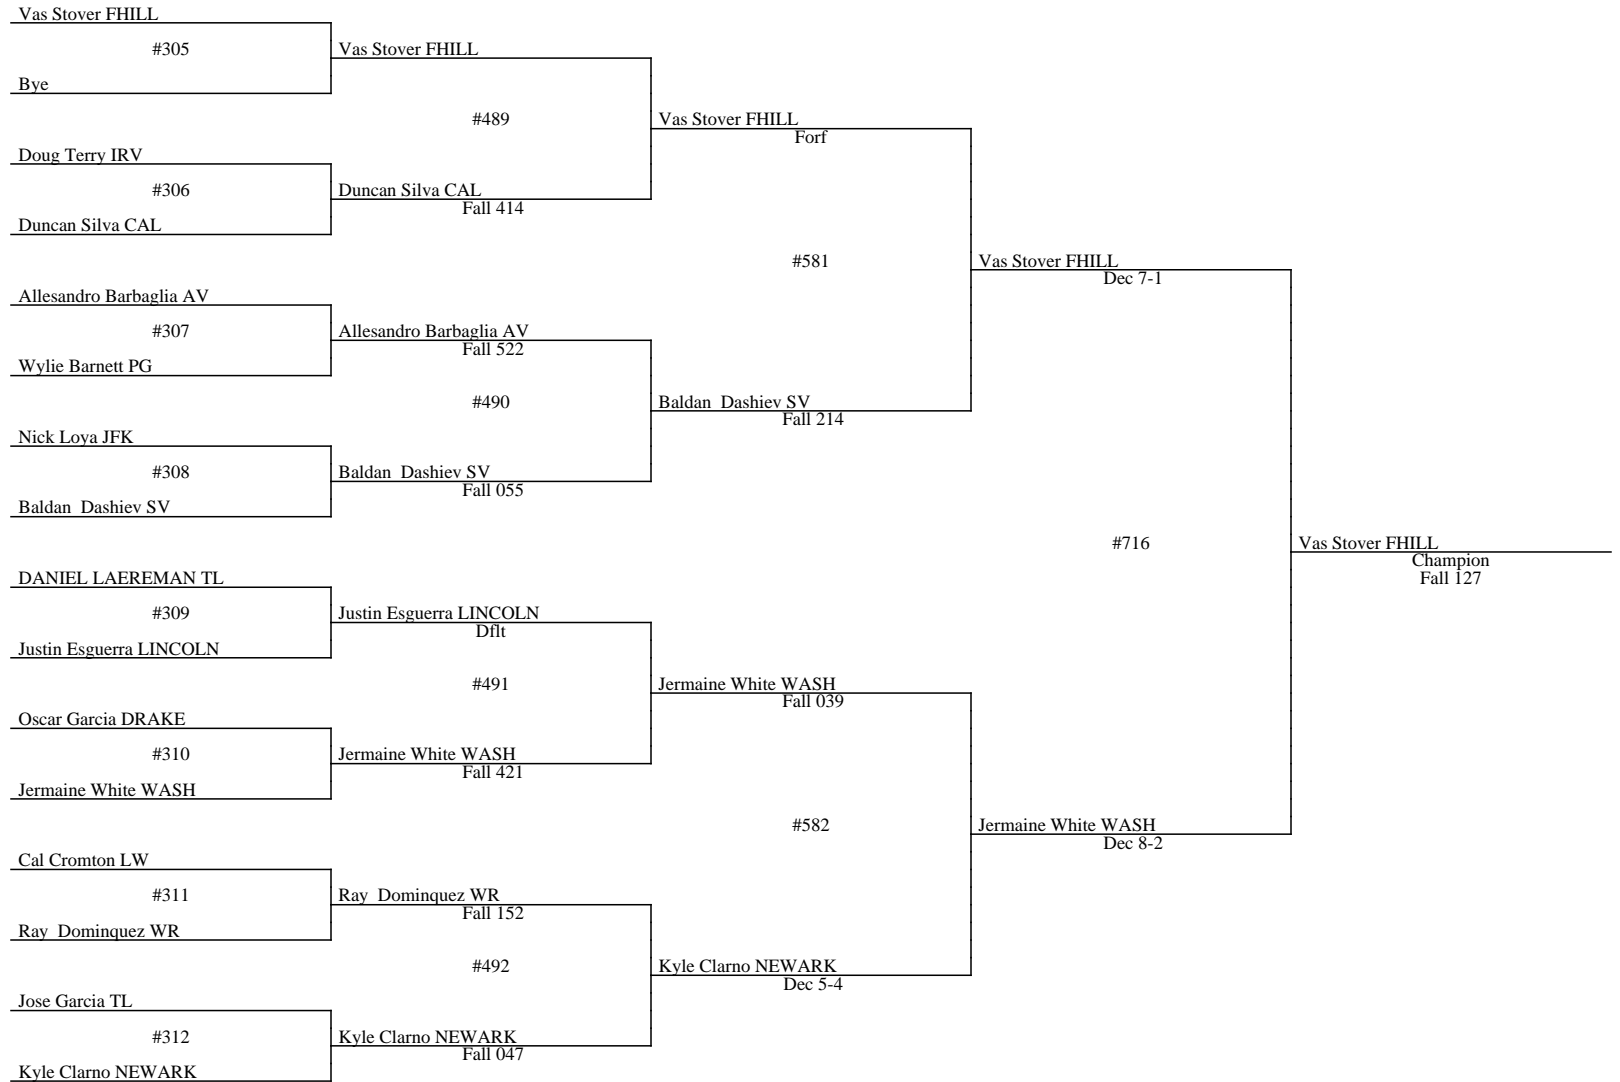 Vas Stover FHILL
#305
Bye
Vas Stover FHILL
#489
Doug Terry IRV
#306
Duncan Silva CAL
Duncan Silva CAL
Fall 414
Vas Stover FHILL
Forf
#581
Allesandro Barbaglia AV
#307
Wylie Barnett PG
Allesandro Barbaglia AV
Fall 522
#490
Nick Loya JFK
#308
Baldan  Dashiev SV
Baldan  Dashiev SV
Fall 055
Baldan  Dashiev SV
Fall 214
Vas Stover FHILL
Dec 7-1
#716
DANIEL LAEREMAN TL
#309
Justin Esguerra LINCOLN
Justin Esguerra LINCOLN
Dflt
#491
Oscar Garcia DRAKE
#310
Jermaine White WASH
Jermaine White WASH
Fall 421
Jermaine White WASH
Fall 039
#582
Cal Cromton LW
#311
Ray  Dominquez WR
Ray  Dominquez WR
Fall 152
#492
Jose Garcia TL
#312
Kyle Clarno NEWARK
Kyle Clarno NEWARK
Fall 047
Kyle Clarno NEWARK
Dec 5-4
Jermaine White WASH
Dec 8-2
Vas Stover FHILL
Champion
Fall 127